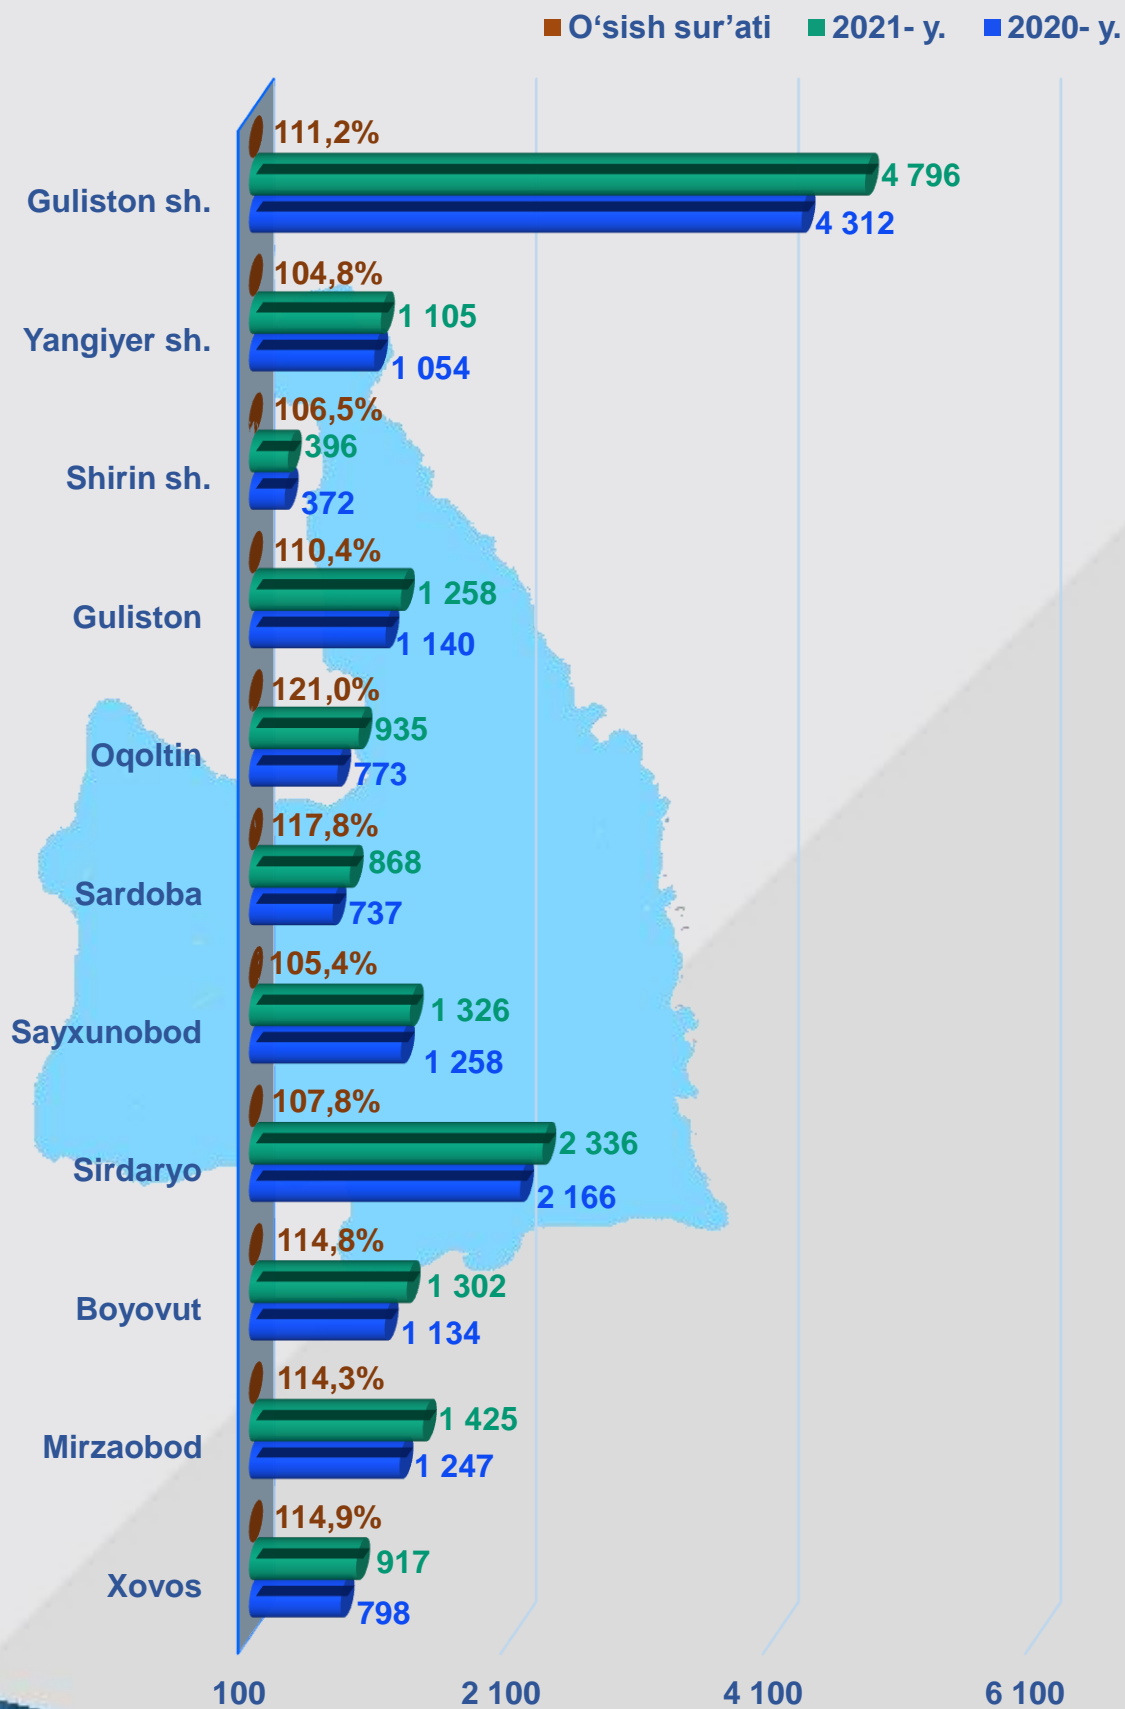 O‘sish sur’ati 2021- y. 2020- y.
111,2%
4 796
Guliston sh.
4 312
104,8%
1 105
Yangiyer sh.
1 054
106,5%
396
Shirin sh.
372
110,4%
1 258
Guliston
1 140
121,0%
935
Oqoltin
773
117,8%
868
Sardoba
737
105,4%
1 326
Sayxunobod
1 258
107,8%
2 336
Sirdaryo
2 166
114,8%
1 302
Boyovut
1 134
114,3%
1 425
Mirzaobod
1 247
114,9%
917
Xovos
798
100 2 100 4 100 6 100